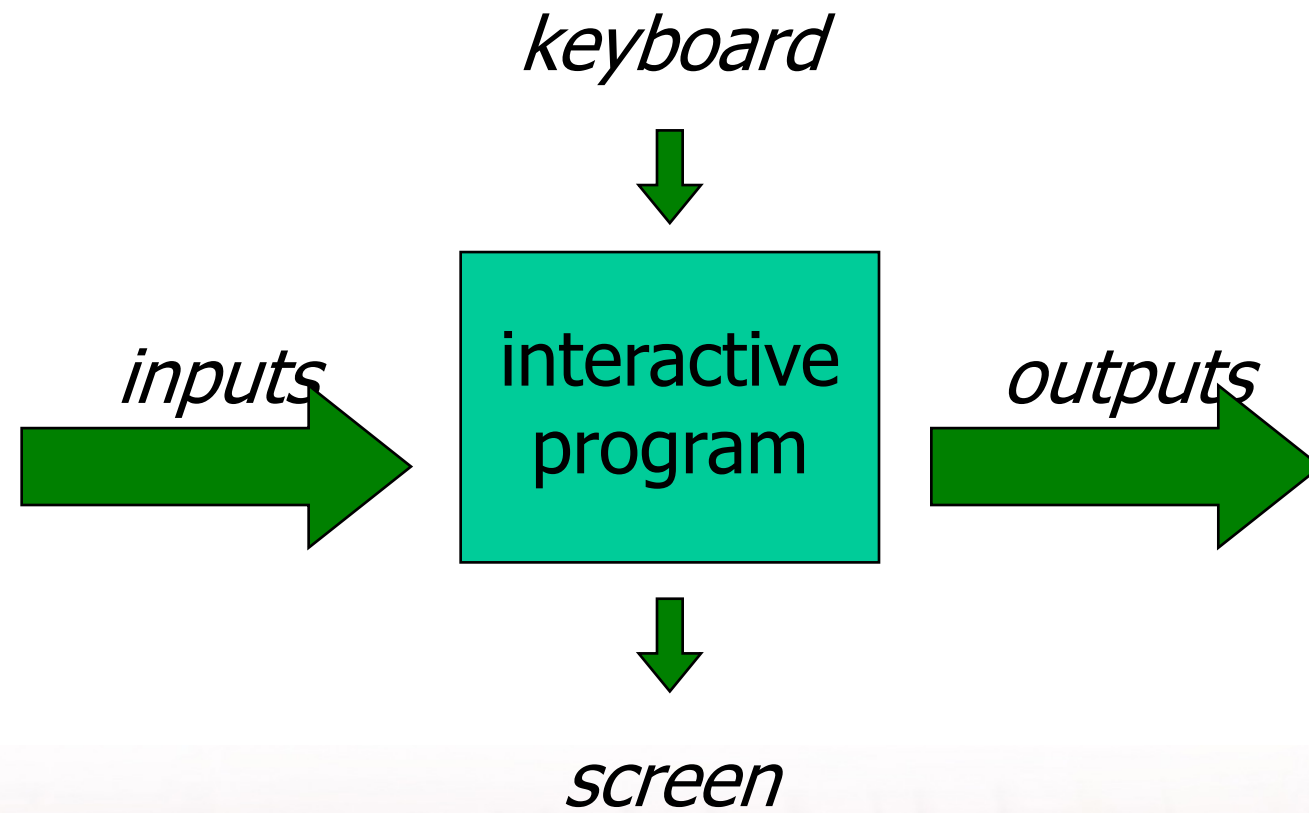 keyboard
inputs
interactive
program
outputs
screen